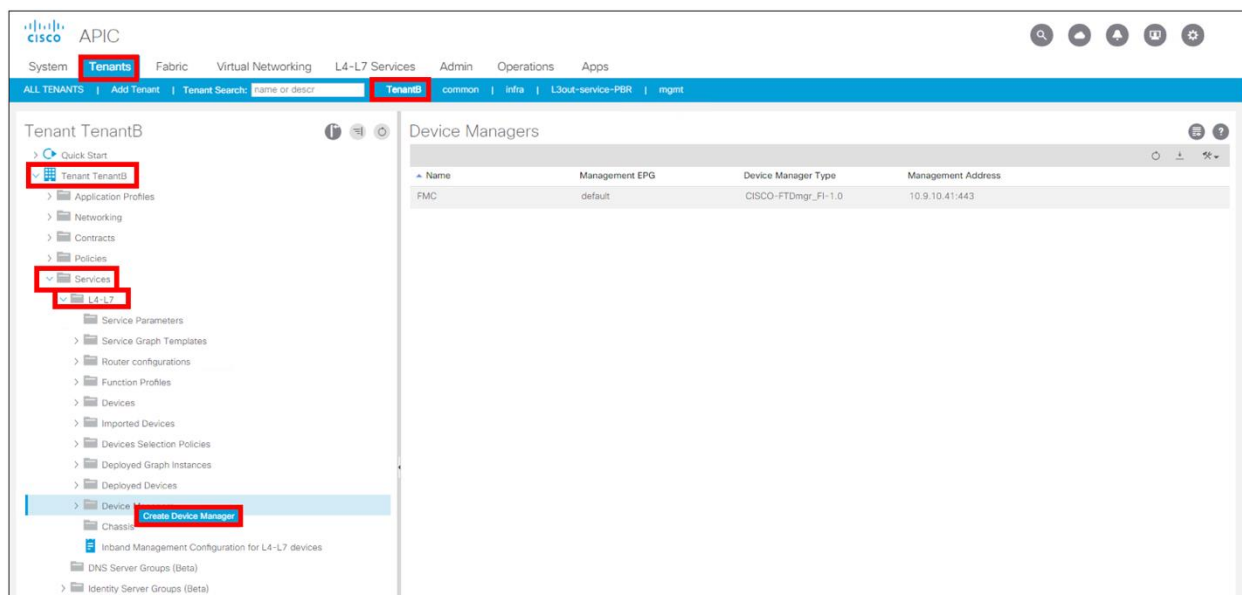 CISCO APIC
System Tenants Fabric Virtual Networking L4-L7 Services Admin Operations Apps
ALL TENANTS | Add Tenant | Tenant Search: name or descr TenantB common | infra | L3out-service-PBR | mgmt
Tenant TenantB
Quick Start
Tenant TenantB
Application Profiles
Networking
Contracts
Policies
Services
L4-L7
Service Parameters
Service Graph Templates
Router configurations
Function Profiles
Devices
Imported Devices
Devices Selection Policies
Deployed Graph Instances
Deployed Devices
Device
Create Device Manager
Chassis
Inband Management Configuration for L4-L7 devices
DNS Server Groups (Beta)
Identity Server Groups (Beta)
Device Managers
Name Management EPG Device Manager Type Management Address
FMC default CISCO-FTDmgr_FI-1.0 10.9.10.41:443